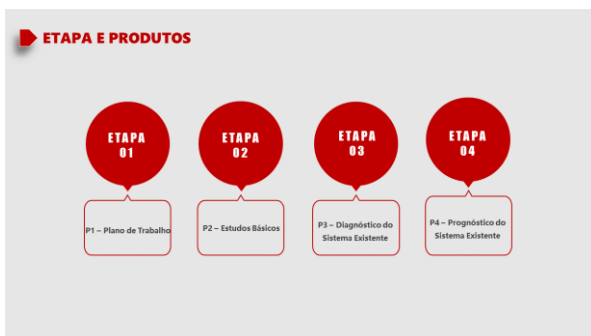 ETAPA E PRODUTOS
ETAPA
01
ETAPA
02
ETAPA
03
ETAPA
04
P1 – Plano de Trabalho
P2 – Estudos Básicos
P3 – Diagnóstico do
Sistema Existente
P4 – Prognóstico do
Sistema Existente